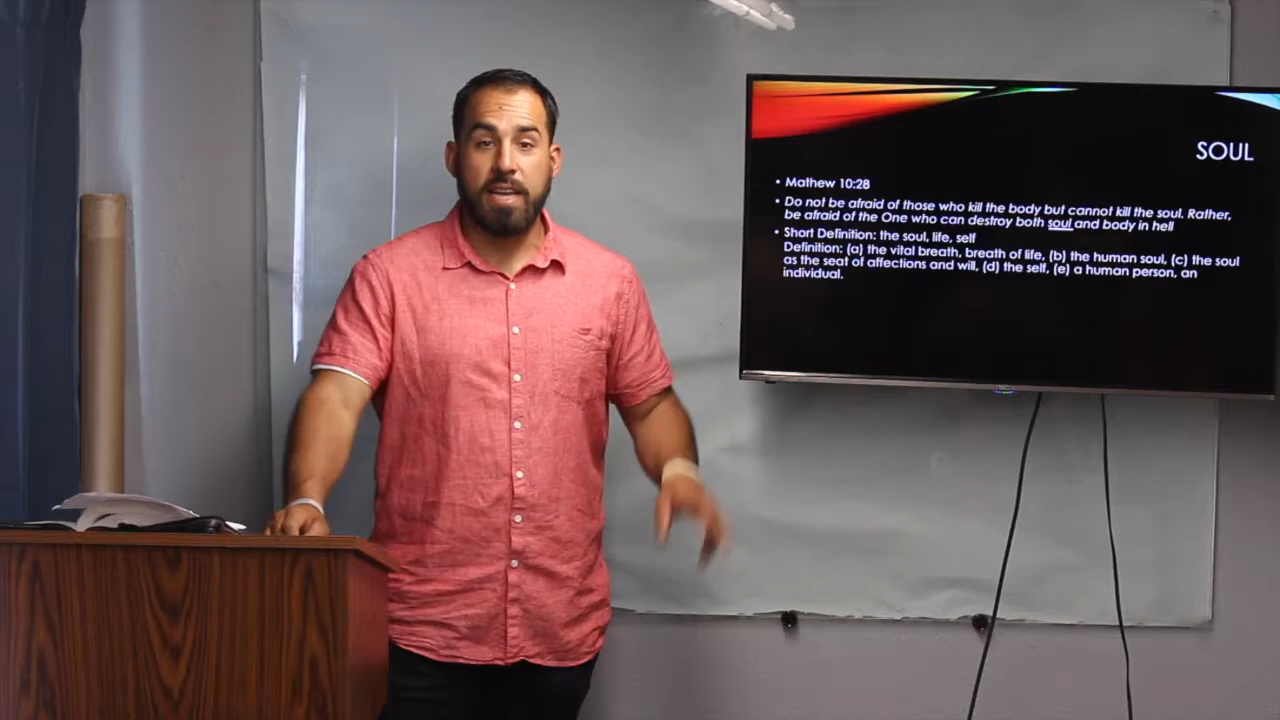 SOUL
• Mathew 10:28
• Do not be afraid of those who kill the body but cannot kill the soul. Rather,
be afraid of the One who can destroy both soul and body in hell
• Short Definition: the soul, life, self
Definition: (a) the vital breath, breath of life, (b) the human soul, (c) the soul
as the seat of affections and will, (d) the self, (e) a human person, an
individual.